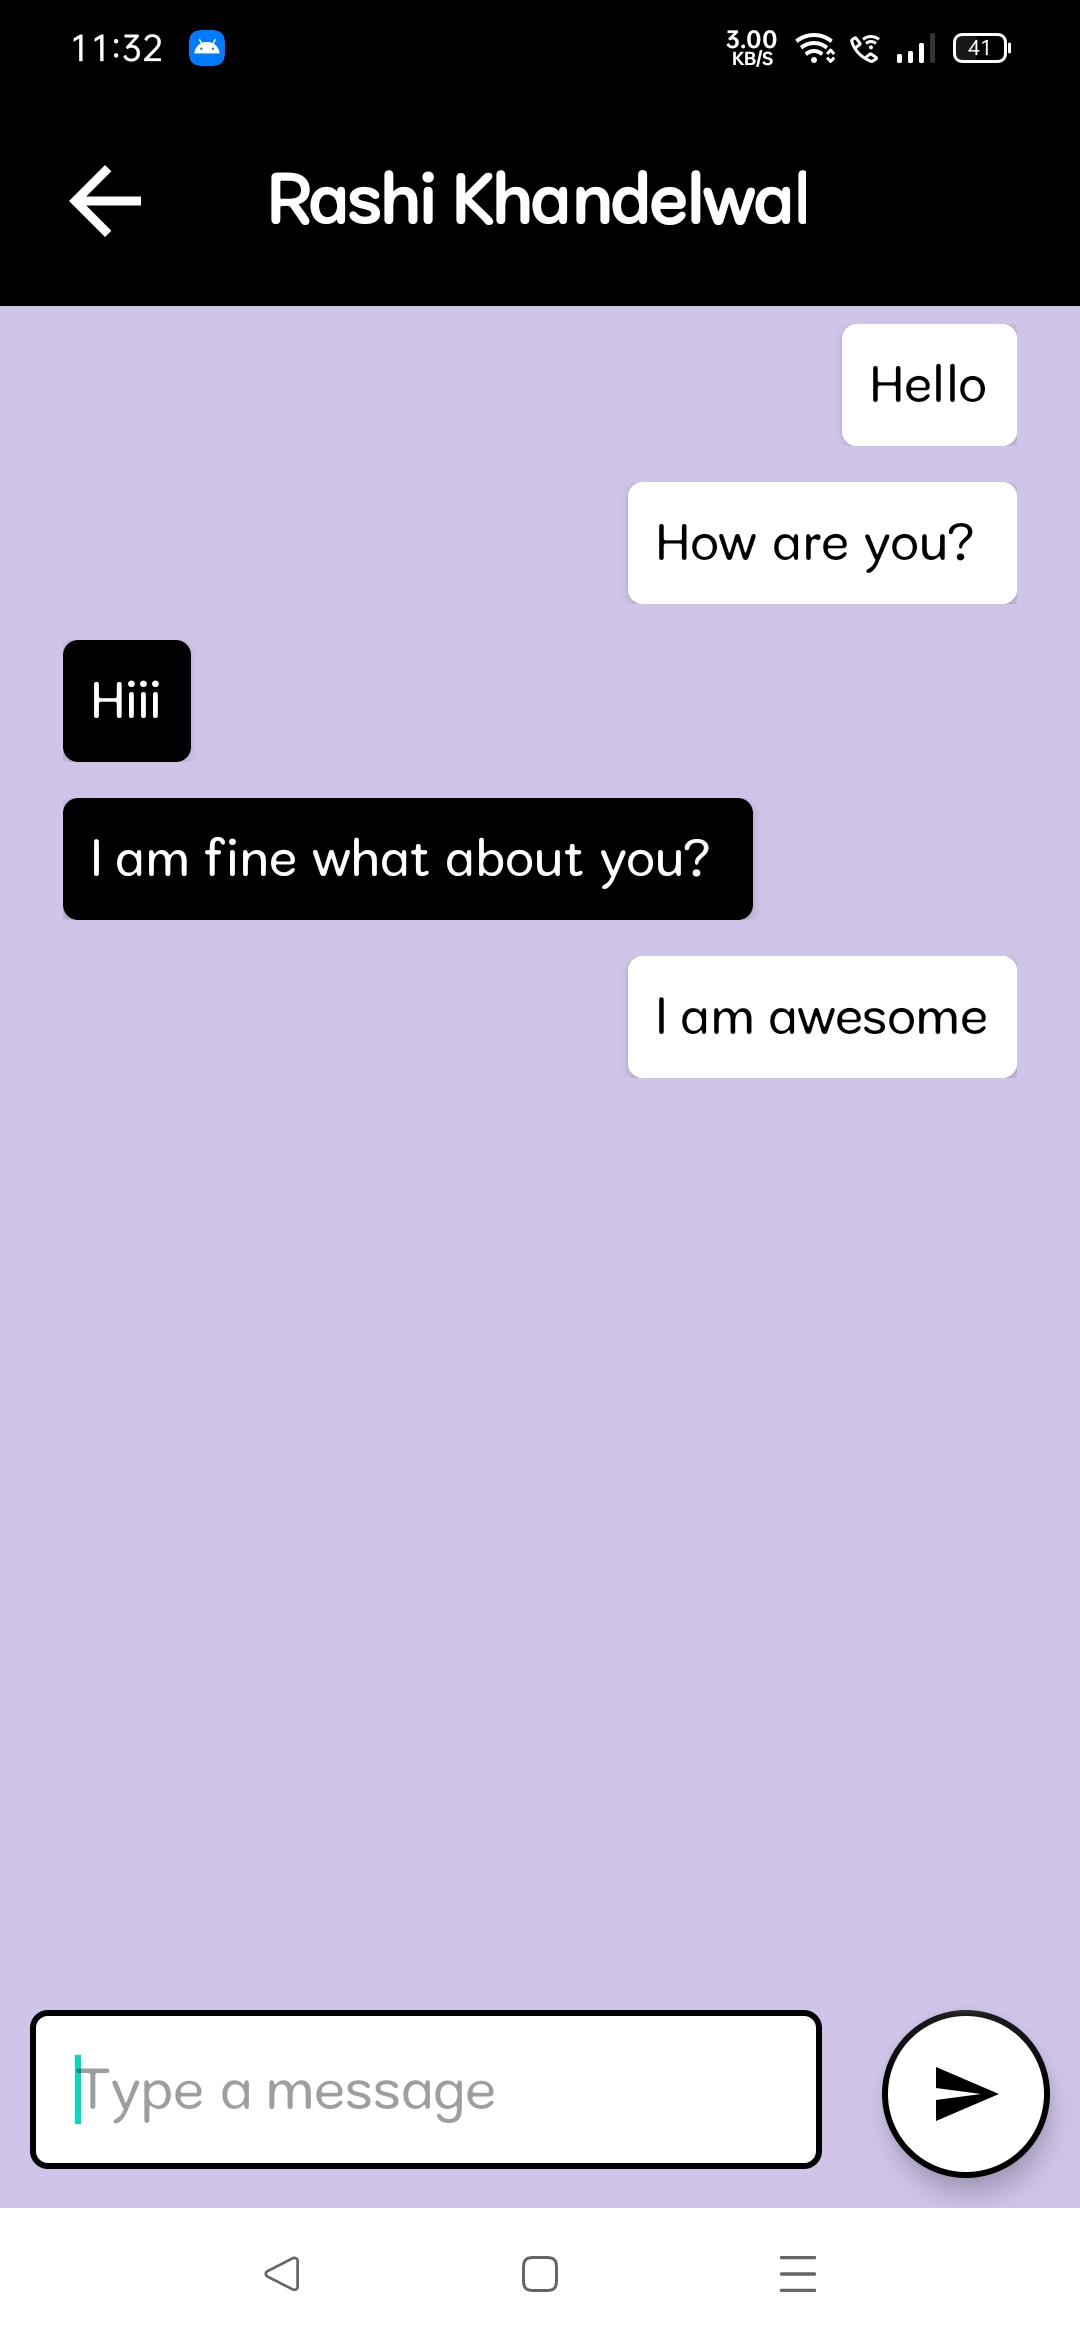 11:32
3.00
KB/S
41
Rashi Khandelwal
Hello
How are you?
Hiii
I am fine what about you?
I am awesome
Type a message